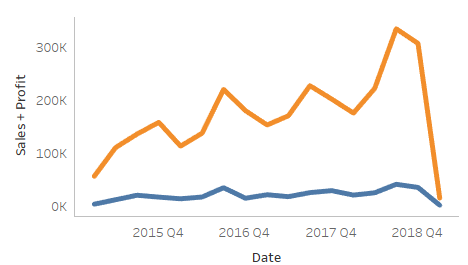 300K
200K
100K
0K
Sales + Profit
2015 Q4 2016 Q4 2017 Q4 2018 Q4
Date